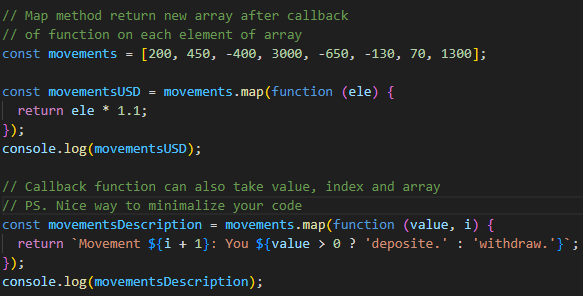 // Map method return new array after callback
// of function on each element of array
const movements = [200, 450, -400, 3000, -650, -130, 70, 1300];
const movementsUSD = movements.map(function (ele) {
return ele * 1.1;
});
console.log(movementsUSD);
// Callback function can also take value, index and array
// PS. Nice way to minimalize your code
const movementsDescription = movements.map(function (value, i) {
return `Movement ${i + 1}: You ${value > 0 ? 'deposite.' : 'withdraw.'}`;
});
console.log(movementsDescription);